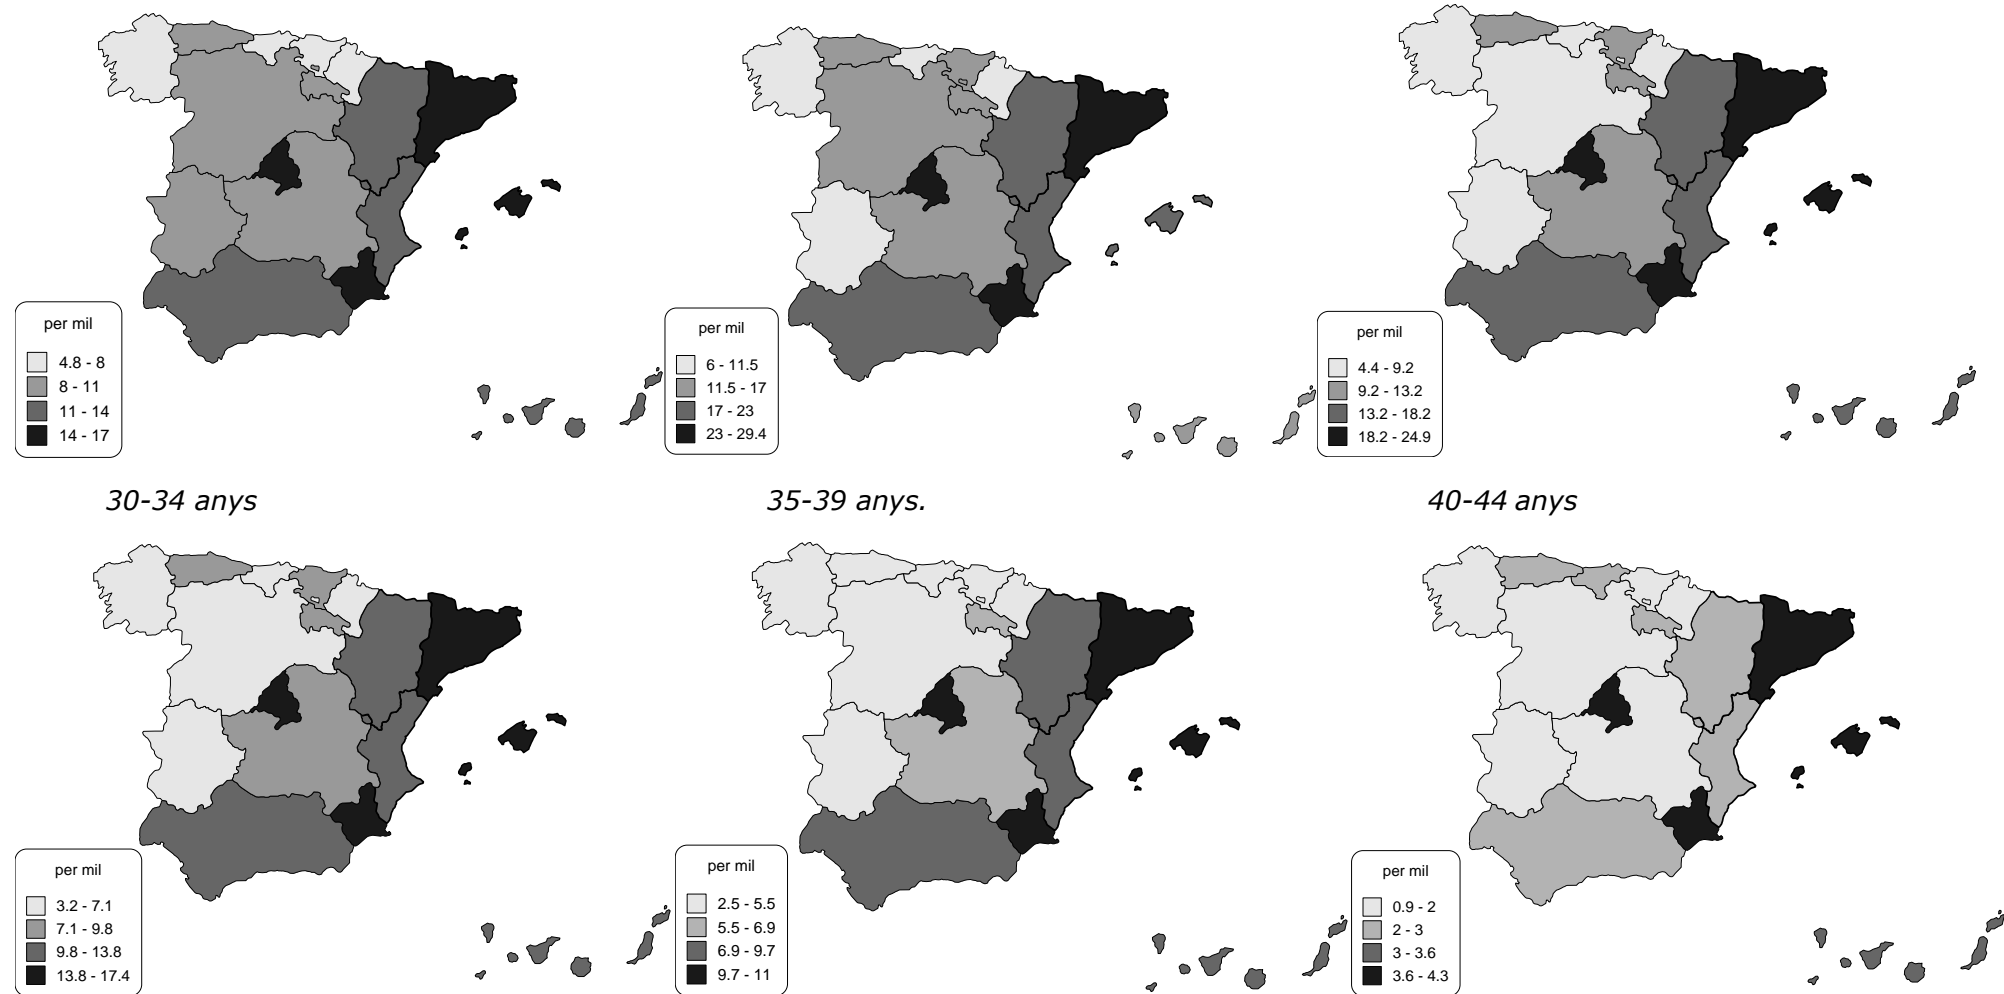 per mil
4.8 - 8
8 - 11
11 - 14
14 - 17
per mil
6 - 11.5
11.5 - 17
17 - 23
23 - 29.4
per mil
4.4 - 9.2
9.2 - 13.2
13.2 - 18.2
18.2 - 24.9
30-34 anys
35-39 anys.
40-44 anys
per mil
3.2 - 7.1
7.1 - 9.8
9.8 - 13.8
13.8 - 17.4
per mil
2.5 - 5.5
5.5 - 6.9
6.9 - 9.7
9.7 - 11
per mil
0.9 - 2
2 - 3
3 - 3.6
3.6 - 4.3